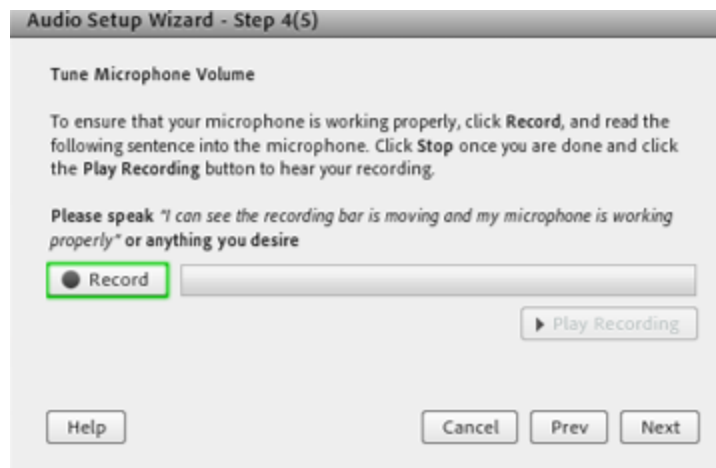 Audio Setup Wizard - Step 4(5)
Tune Microphone Volume
To ensure that your microphone is working properly, click Record, and read the
following sentence into the microphone. Click Stop once you are done and click
the Play Recording button to hear your recording.
Please speak "I can see the recording bar is moving and my microphone is working
properly" or anything you desire
Record
Play Recording
Help Cancel Prev Next